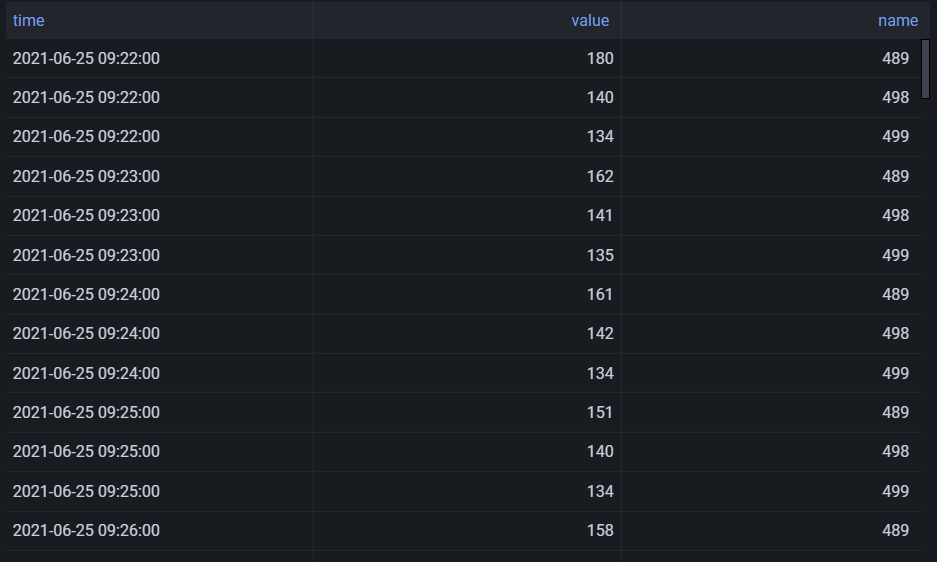 time value name
2021-06-25 09:22:00 180 489
2021-06-25 09:22:00 140 498
2021-06-25 09:22:00 134 499
2021-06-25 09:23:00 162 489
2021-06-25 09:23:00 141 498
2021-06-25 09:23:00 135 499
2021-06-25 09:24:00 161 489
2021-06-25 09:24:00 142 498
2021-06-25 09:24:00 134 499
2021-06-25 09:25:00 151 489
2021-06-25 09:25:00 140 498
2021-06-25 09:25:00 134 499
2021-06-25 09:26:00 158 489